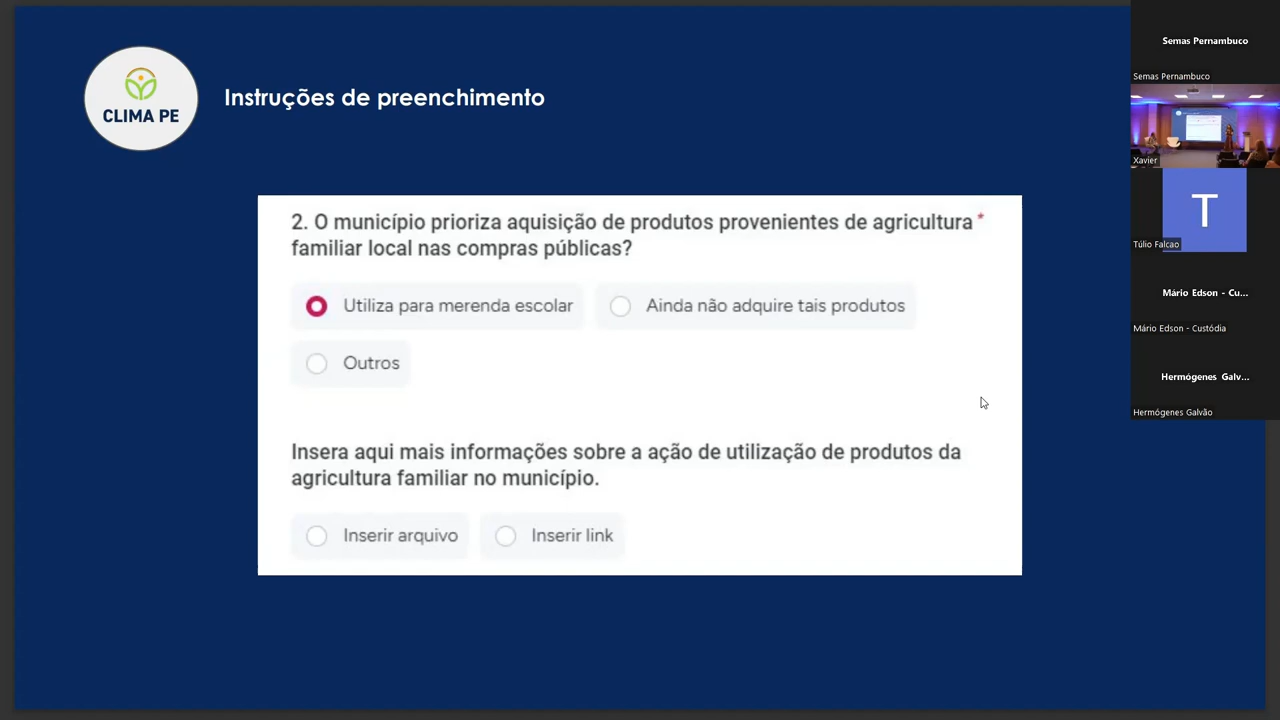 CLIMA PE
Instruções de preenchimento
2. O município prioriza aquisição de produtos provenientes de agricultura *
familiar local nas compras públicas?
Utiliza para merenda escolar
Ainda não adquire tais produtos
Outros
Insera aqui mais informações sobre a ação de utilização de produtos da
agricultura familiar no município.
Inserir arquivo
Inserir link
Semas Pernambuco
Semas Pernambuco
Xavier
T
Túlio Falcao
Mário Edson - Cu...
Mário Edson - Custódia
Hermógenes Galv...
Hermógenes Galvão